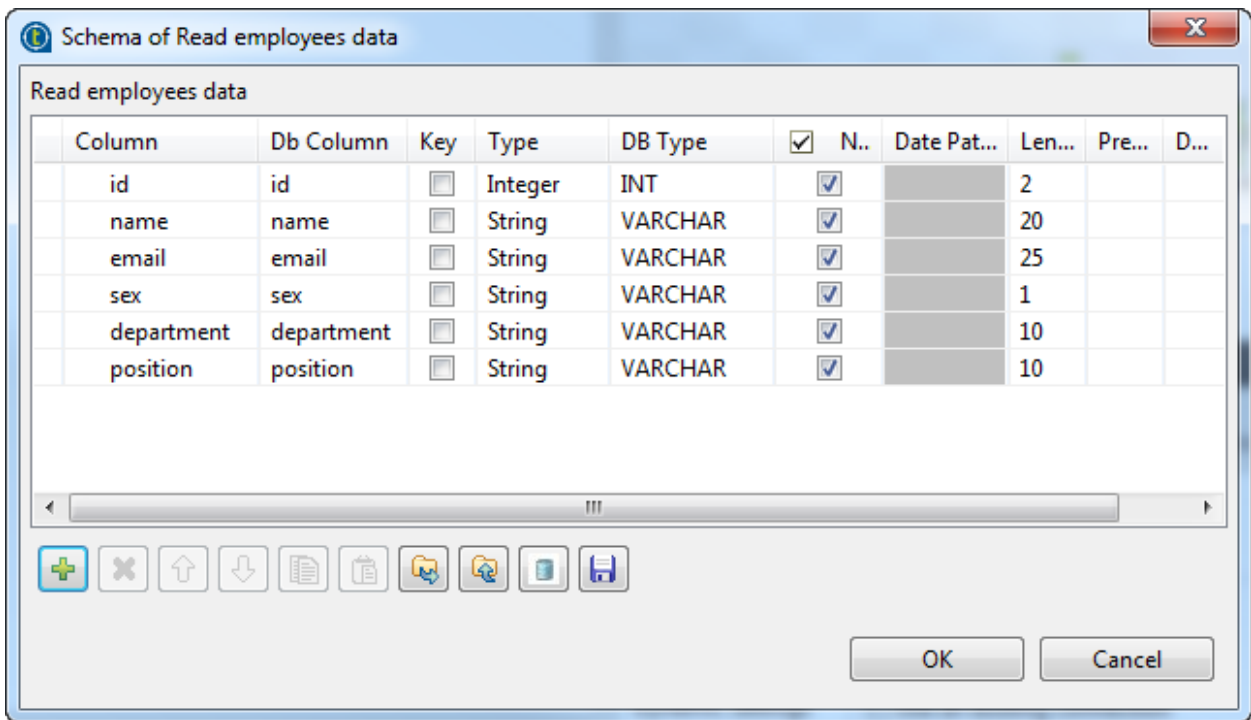 Schema of Read employees data
Read employees data
Column Db Column Key Type DB Type N.. Date Pat... Len... Pre... D...
id id Integer INT 2
name name String VARCHAR 20
email email String VARCHAR 25
sex sex String VARCHAR 1
department department String VARCHAR 10
position position String VARCHAR 10
OK Cancel